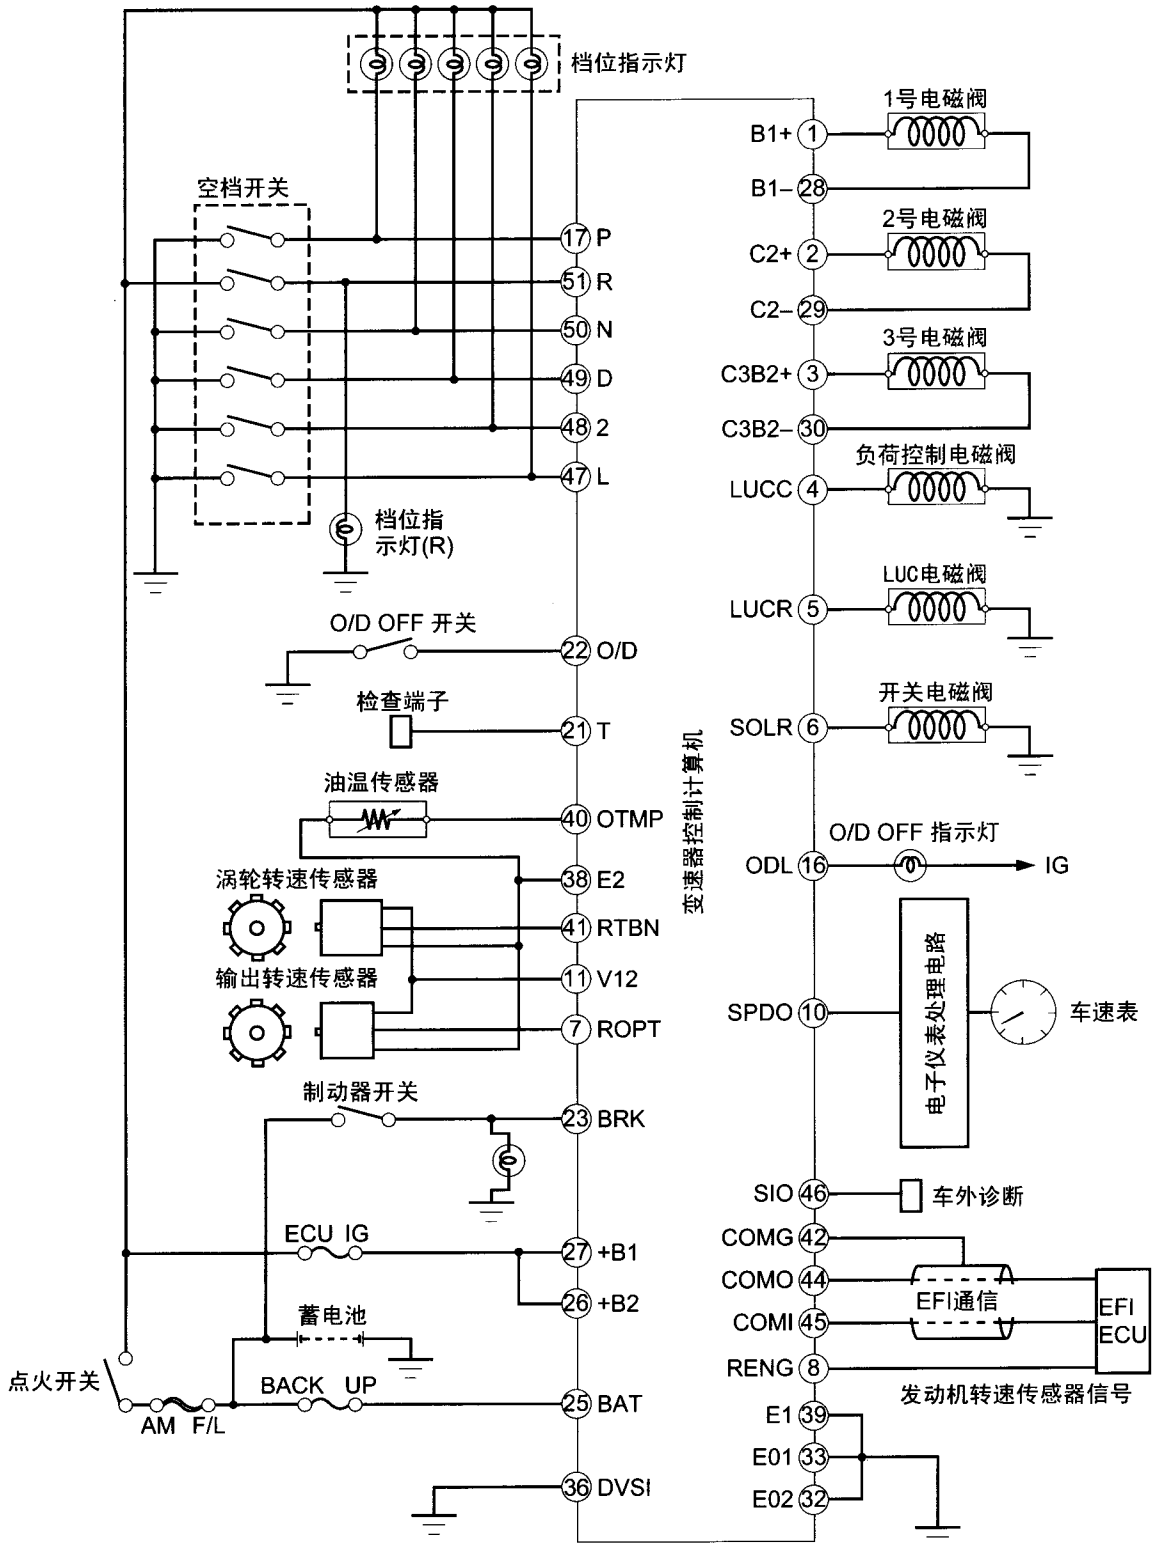 档位指示灯
空档开关
17 P
51 R
50 N
49 D
48 2
47 L
档位指
示灯(R)
O/D OFF 开关
22 O/D
检查端子
21 T
油温传感器
40 OTMP
38 E2
涡轮转速传感器
41 RTBN
11 V12
输出转速传感器
7 ROPT
制动器开关
23 BRK
ECU IG
27 +B1
26 +B2
蓄电池
点火开关
AM F/L
BACK UP
25 BAT
36 DVSI
变速器控制计算机
1号电磁阀
B1+ 1
B1– 28
2号电磁阀
C2+ 2
C2– 29
3号电磁阀
C3B2+ 3
C3B2– 30
负荷控制电磁阀
LUCC 4
LUC电磁阀
LUCR 5
开关电磁阀
SOLR 6
O/D OFF 指示灯
ODL 16 IG
电子仪表处理电路
SPDO 10
车速表
SIO 46
车外诊断
COMG 42
COMO 44
EFI通信
COMI 45
EFI
ECU
RENG 8
发动机转速传感器信号
E1 39
E01 33
E02 32